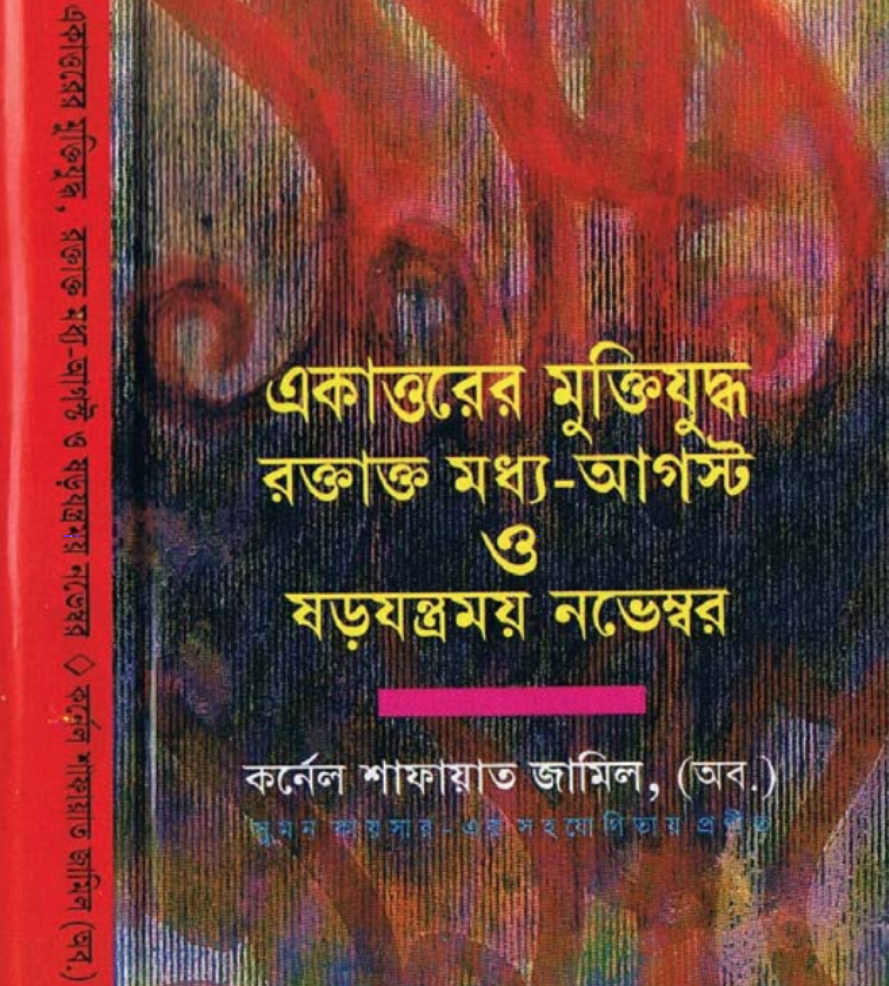 একাত্তরের মুক্তিযুদ্ধ, রক্তাক্ত মধ্য-আগস্ট ও ষড়যন্ত্রময় নভেম্বর ◇ কর্নেল শাফায়াত জামিল (অব.)
একাত্তরের মুক্তিযুদ্ধ
রক্তাক্ত মধ্য-আগস্ট
ও
ষড়যন্ত্রময় নভেম্বর
কর্নেল শাফায়াত জামিল, (অব.)
সুমন কায়সার-এর সহযোগিতায় প্রণীত